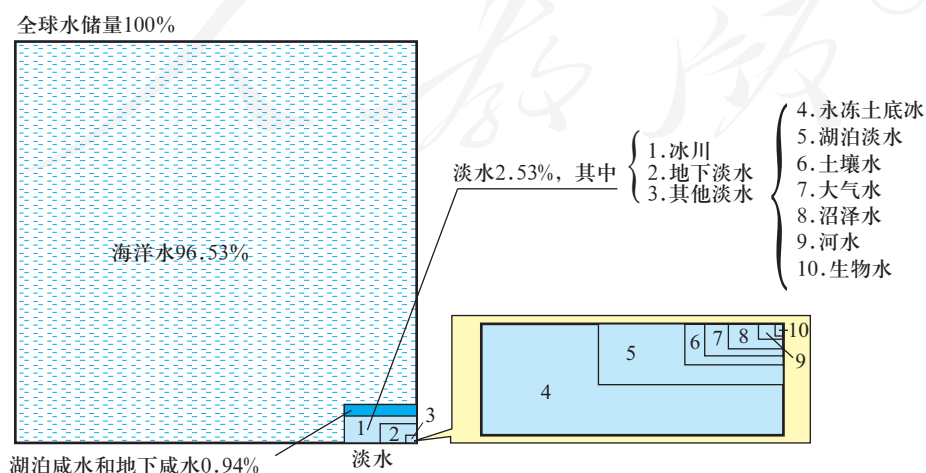 全球水储量100%
海洋水96.53%
淡水2.53%，其中
1.冰川
2.地下淡水
3.其他淡水
4.永冻土底冰
5.湖泊淡水
6.土壤水
7.大气水
8.沼泽水
9.河水
10.生物水
1
2
3
淡水
湖泊咸水和地下咸水0.94%
4
5
6
7
8
9
10
人教版